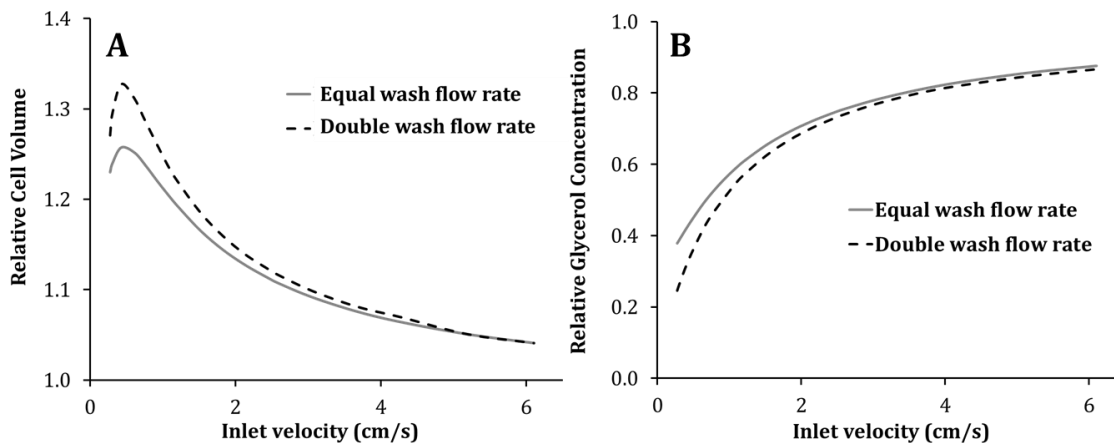 A
Relative Cell Volume
1.4
1.3
1.2
1.1
1.0
Equal wash flow rate
Double wash flow rate
0 2 4 6
Inlet velocity (cm/s)
B
Relative Glycerol Concentration
1.0
0.8
0.6
0.4
0.2
0.0
Equal wash flow rate
Double wash flow rate
0 2 4 6
Inlet velocity (cm/s)